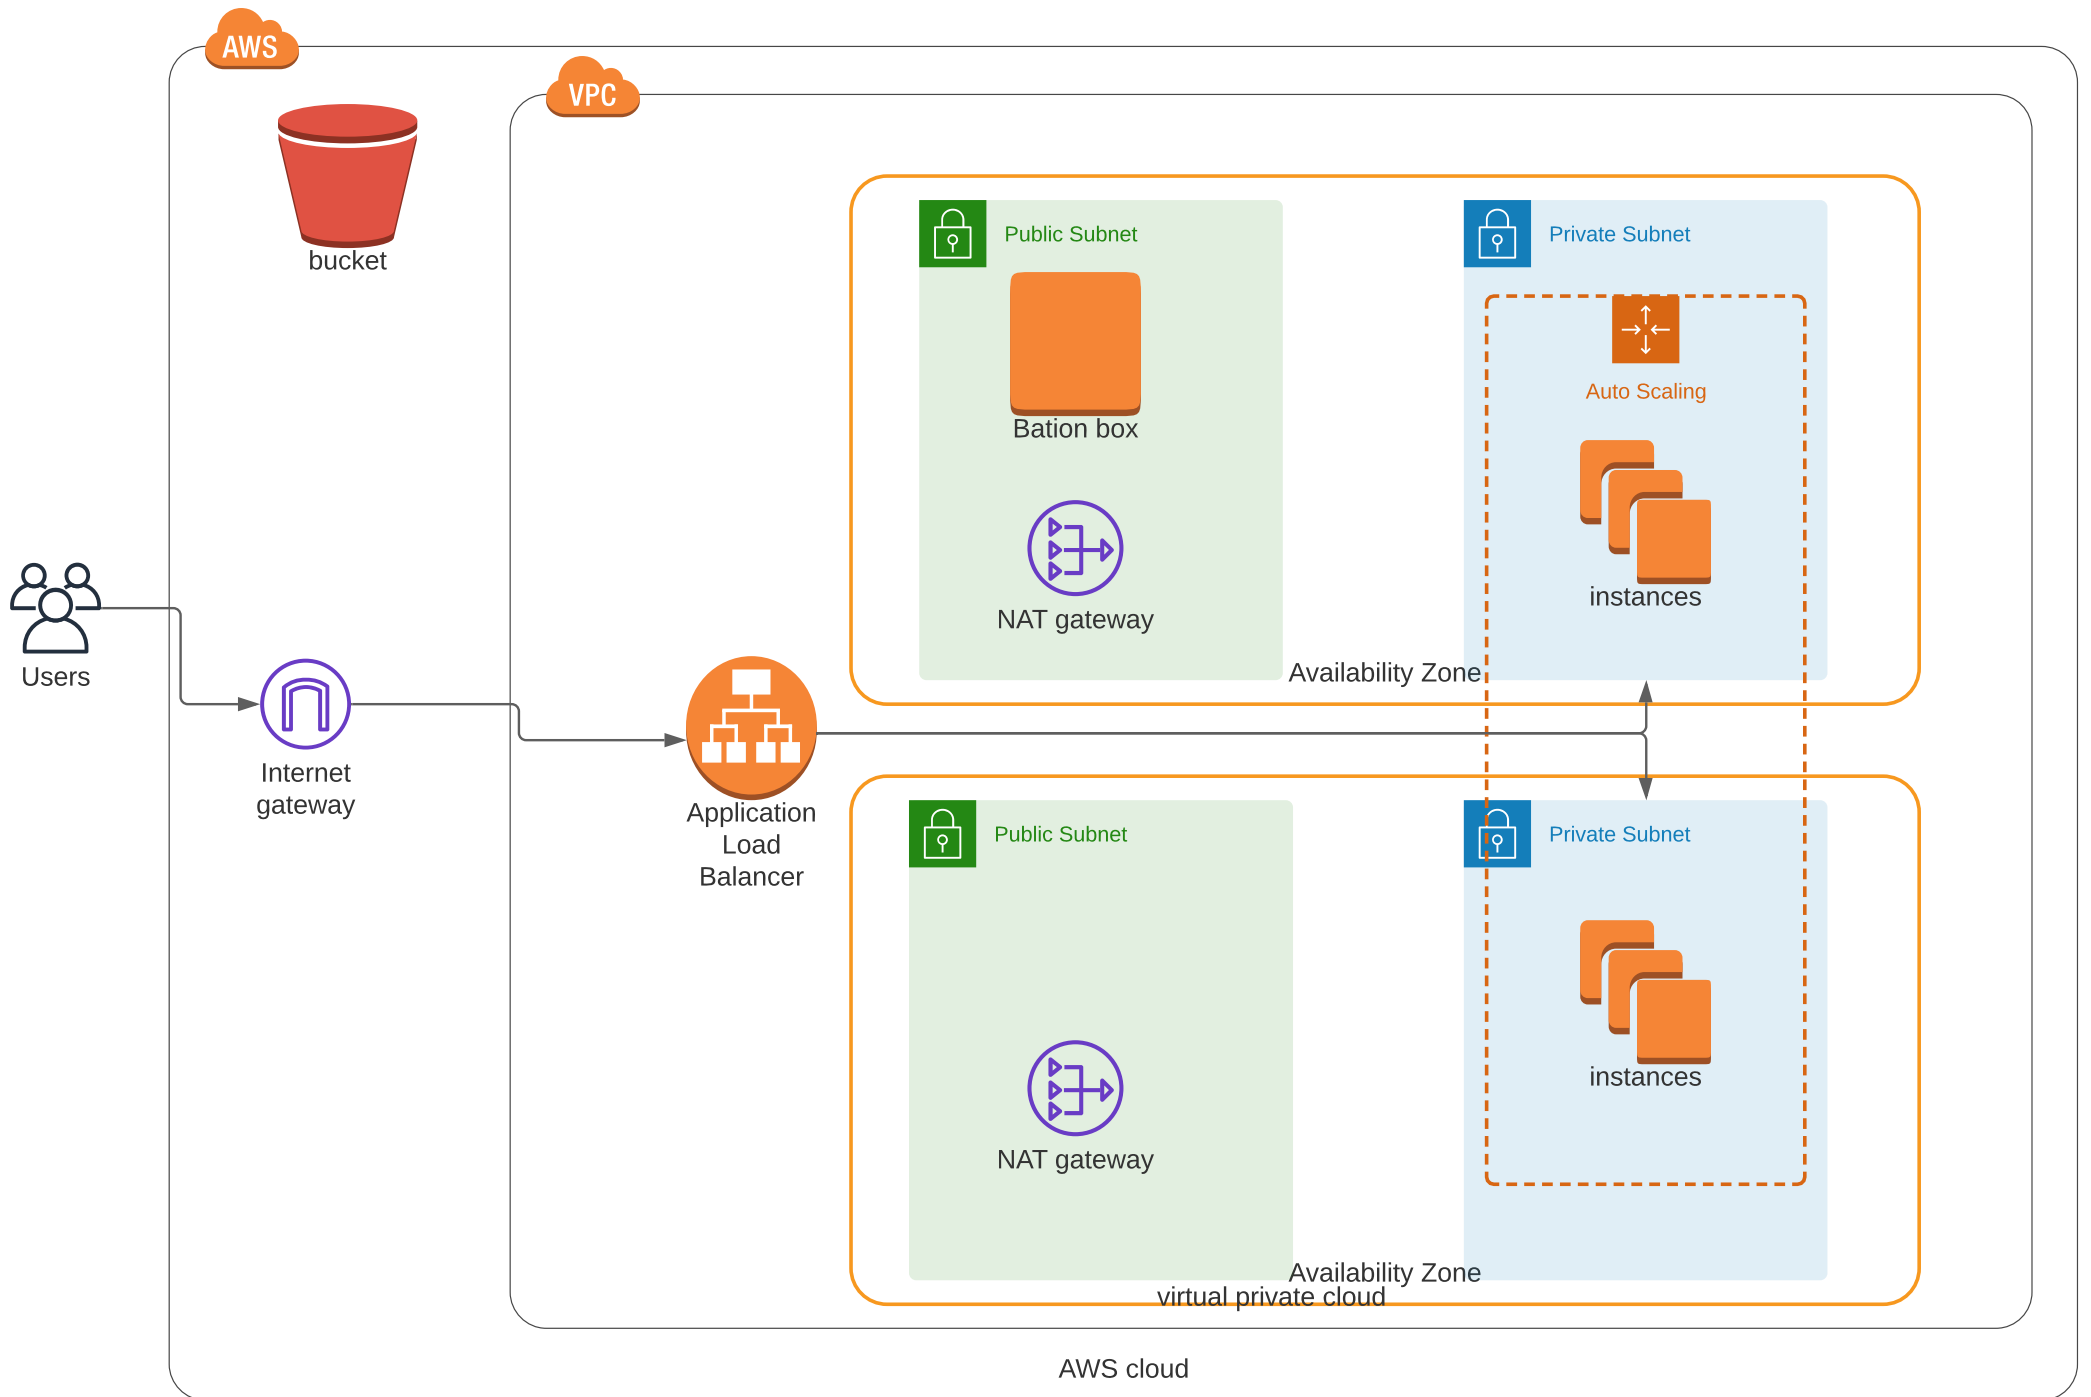 AWS
VPC
bucket
Public Subnet
Private Subnet
Auto Scaling
Bation box
instances
NAT gateway
Availability Zone
Users
Internet
gateway
Application
Load
Balancer
Public Subnet
Private Subnet
instances
NAT gateway
Availability Zone
virtual private cloud
AWS cloud